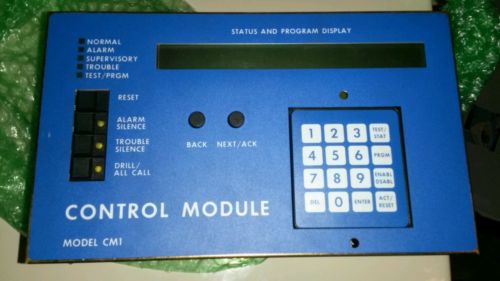 STATUS AND PROGRAM DISPLAY
NORMAL
ALARM
SUPERVISORY
TROUBLE
TEST/PRGM
RESET
ALARM
SILENCE
TROUBLE
SILENCE
DRILL/
ALL CALL
BACK NEXT/ACK
1 2 3 TEST/
STAT
4 5 6 PRGM
7 8 9 ENABL
DSABL
DEL 0 ENTER ACT/
RESET
CONTROL MODULE
MODEL CM1